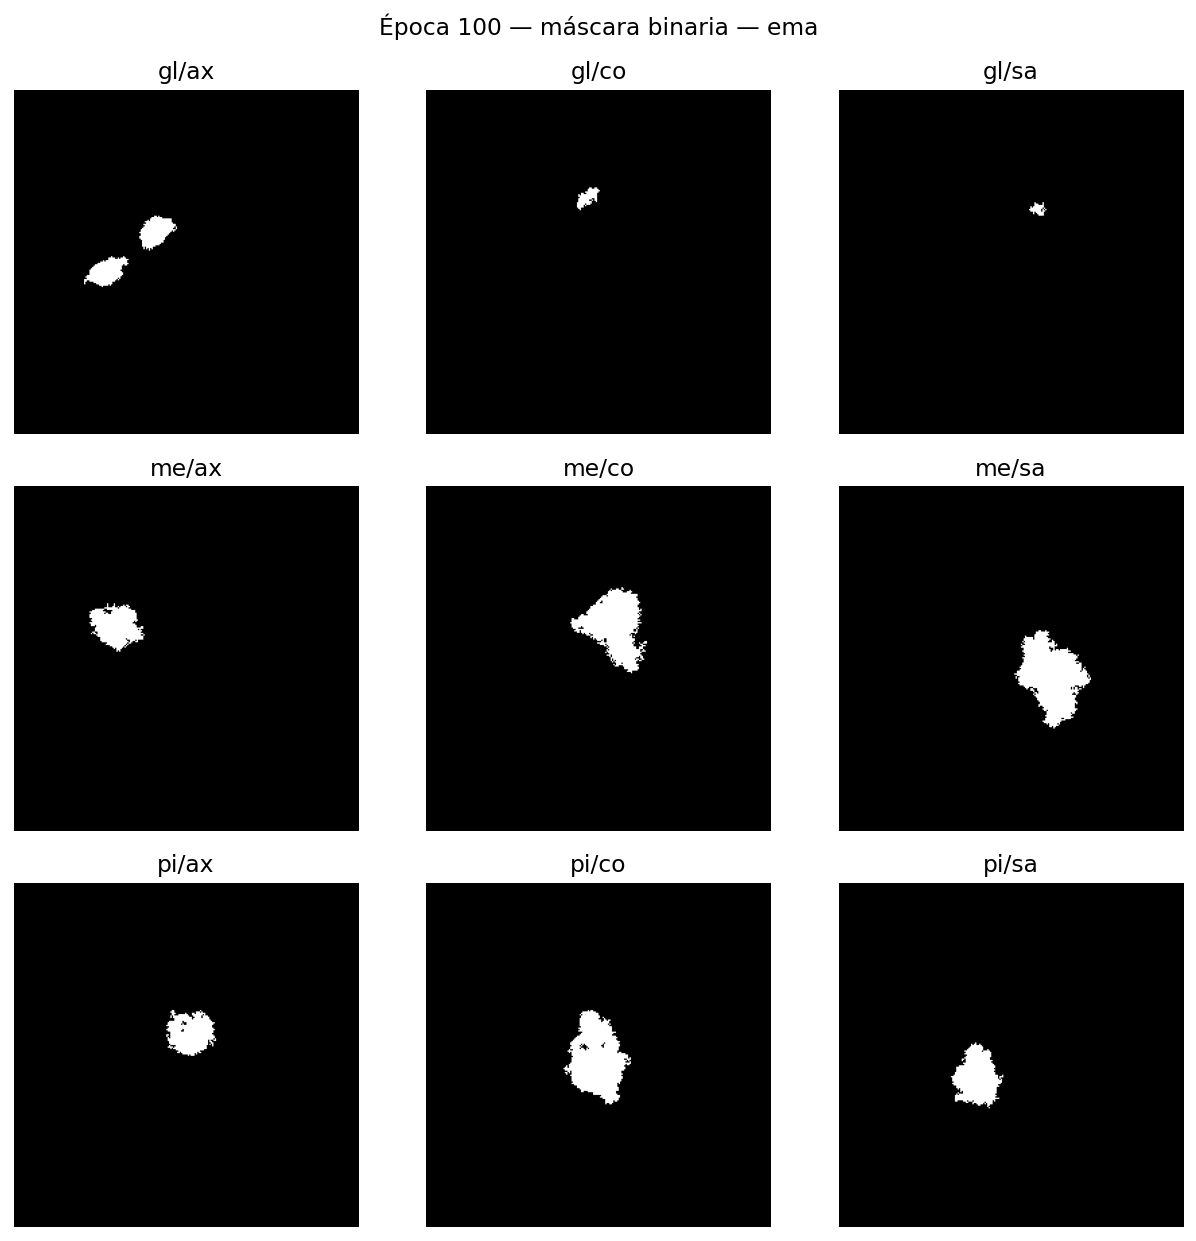 Época 100 — máscara binaria — ema
gl/ax
gl/co
gl/sa
me/ax
me/co
me/sa
pi/ax
pi/co
pi/sa